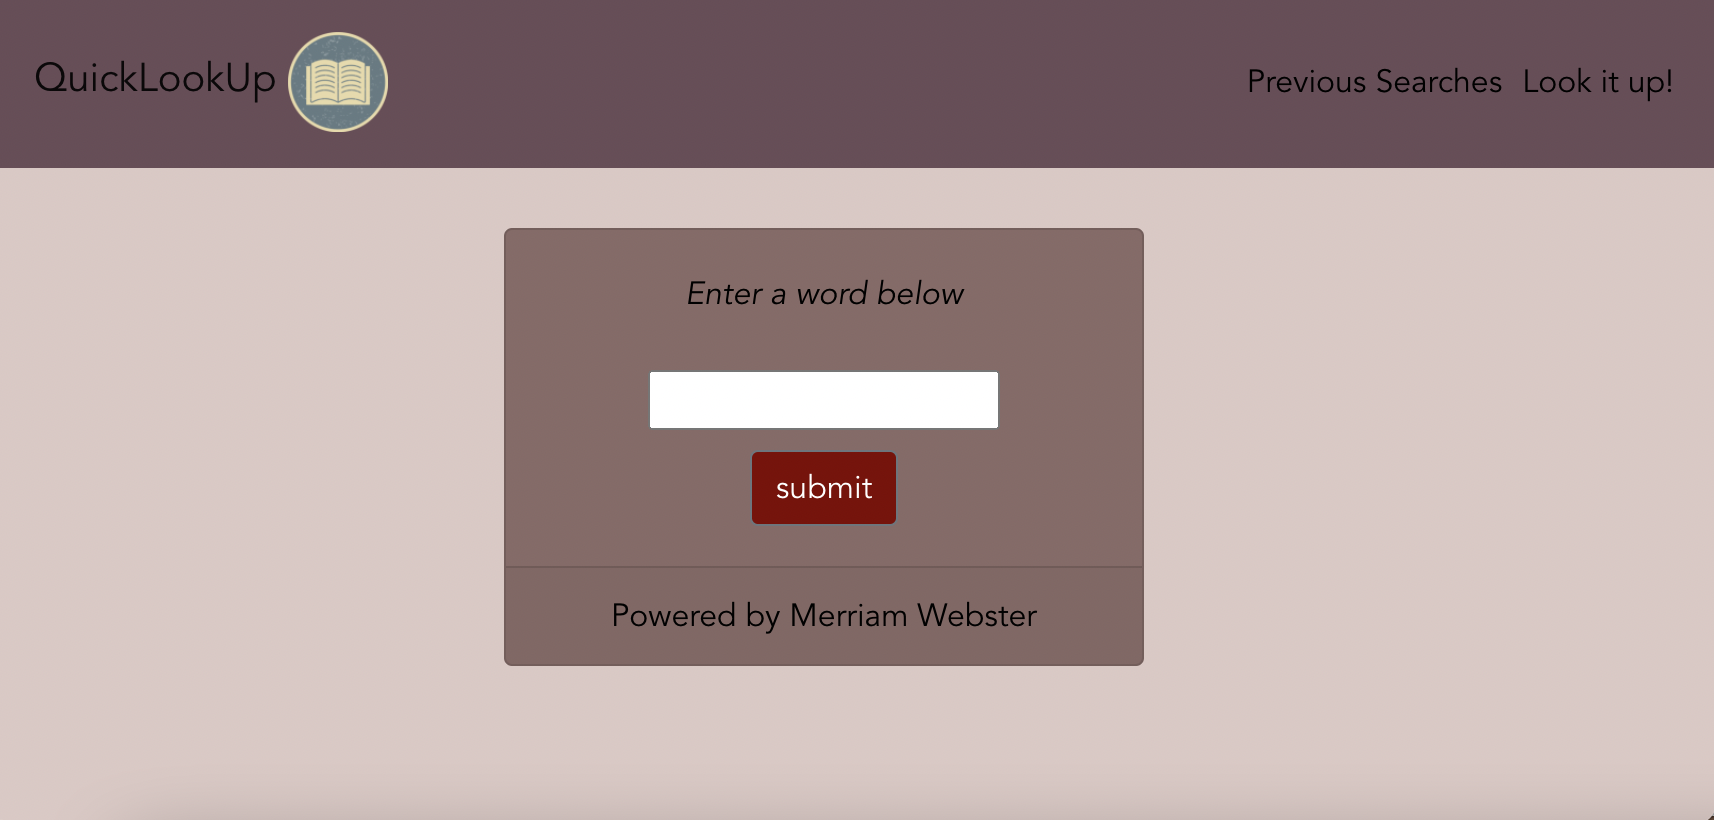 QuickLookUp
Previous Searches Look it up!
Enter a word below
submit
Powered by Merriam Webster